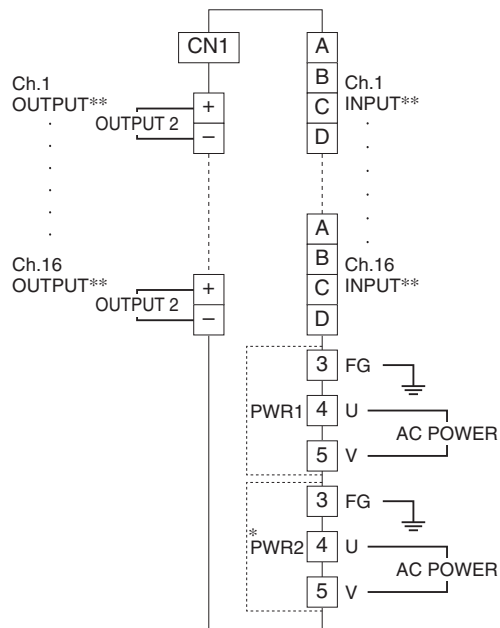 CN1
A
B
C
D
Ch.1
OUTPUT**
OUTPUT 2
+
−
Ch.1
INPUT**
A
B
C
D
Ch.16
OUTPUT**
OUTPUT 2
+
−
Ch.16
INPUT**
PWR1
3 FG
4 U
5 V
AC POWER
*
PWR2
3 FG
4 U
5 V
AC POWER